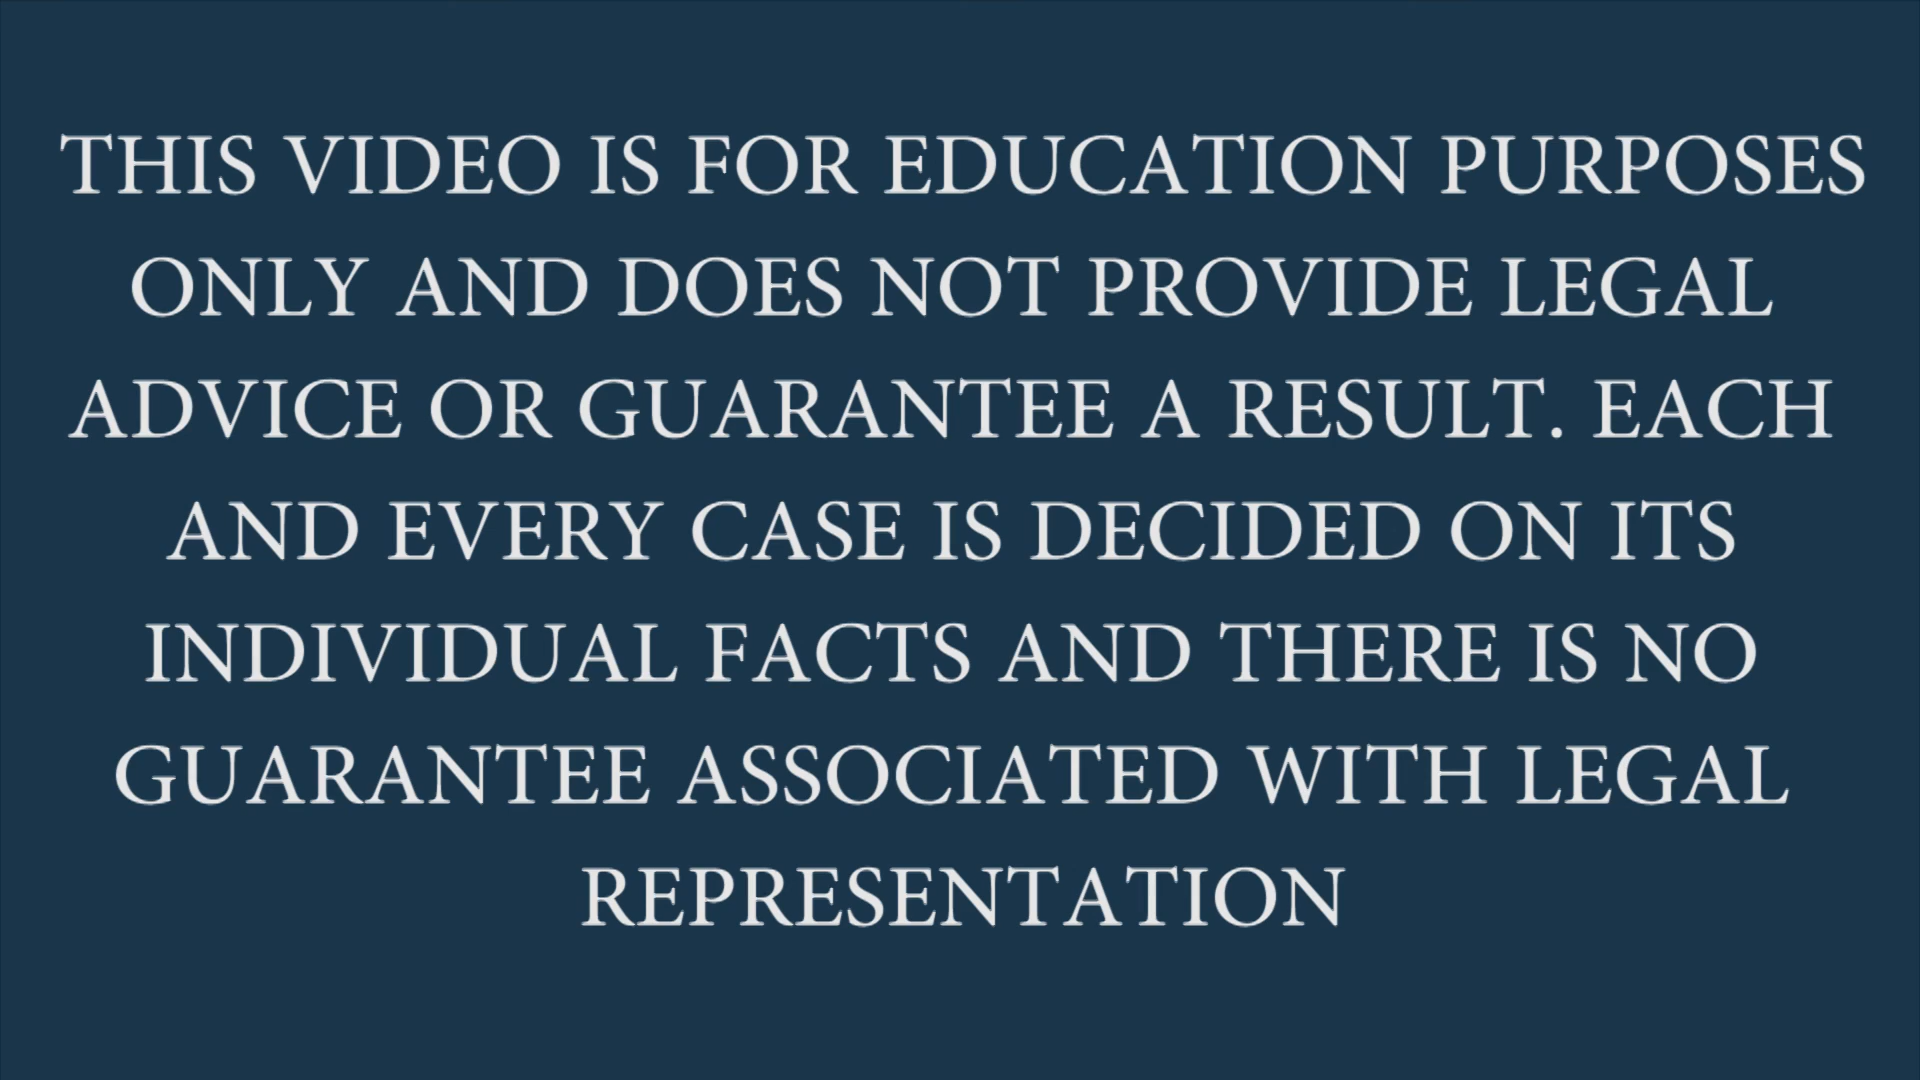 THIS VIDEO IS FOR EDUCATION PURPOSES
ONLY AND DOES NOT PROVIDE LEGAL
ADVICE OR GUARANTEE A RESULT. EACH
AND EVERY CASE IS DECIDED ON ITS
INDIVIDUAL FACTS AND THERE IS NO
GUARANTEE ASSOCIATED WITH LEGAL
REPRESENTATION